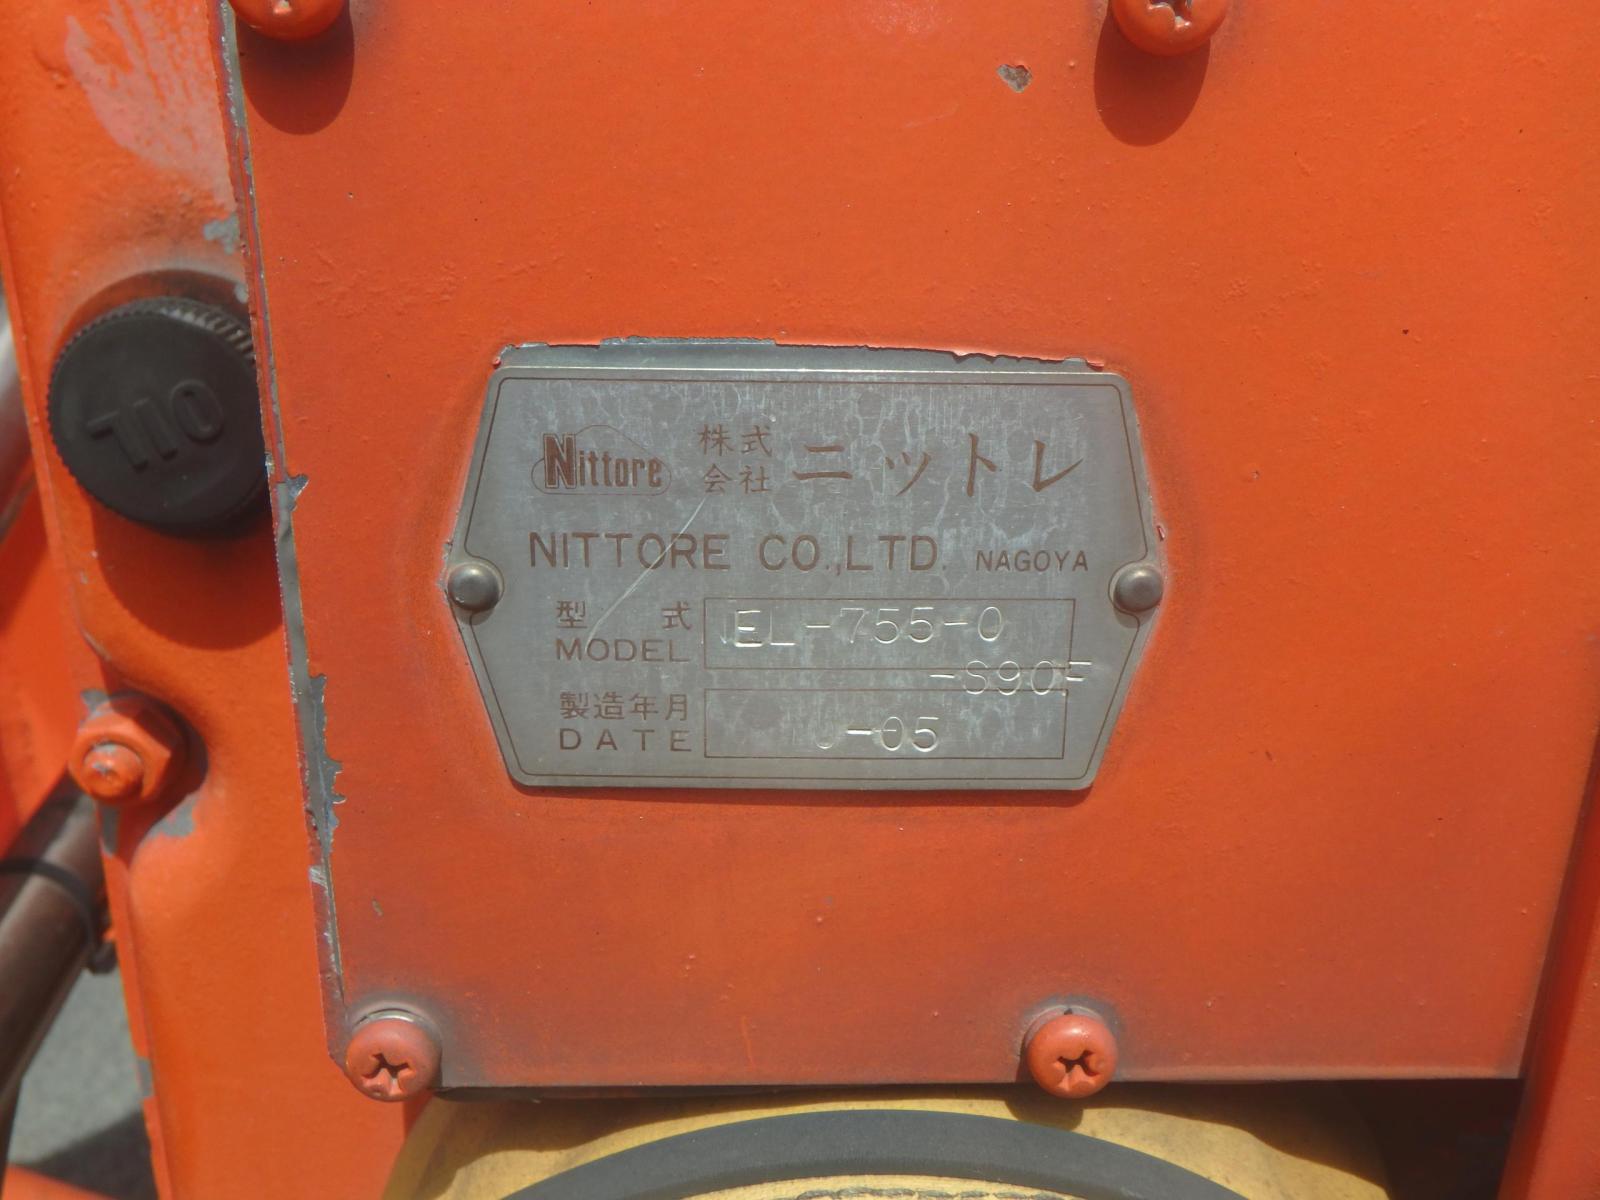 OIL
Nittore 株式会社 ニットレ
NITTORE CO.,LTD. NAGOYA
型式 EL-755-0
MODEL -S90F
製造年月
DATE J-05